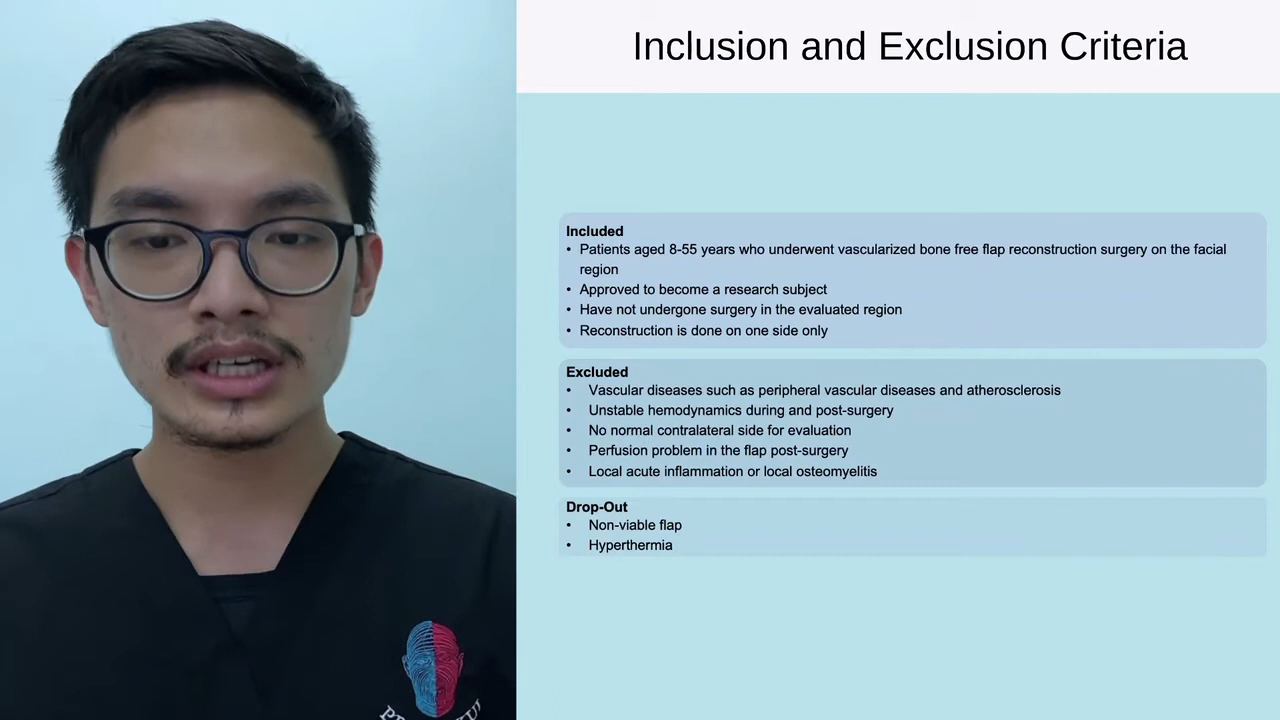 Inclusion and Exclusion Criteria
Included
• Patients aged 8-55 years who underwent vascularized bone free flap reconstruction surgery on the facial
region
• Approved to become a research subject
• Have not undergone surgery in the evaluated region
• Reconstruction is done on one side only
Excluded
• Vascular diseases such as peripheral vascular diseases and atherosclerosis
• Unstable hemodynamics during and post-surgery
• No normal contralateral side for evaluation
• Perfusion problem in the flap post-surgery
• Local acute inflammation or local osteomyelitis
Drop-Out
• Non-viable flap
• Hyperthermia